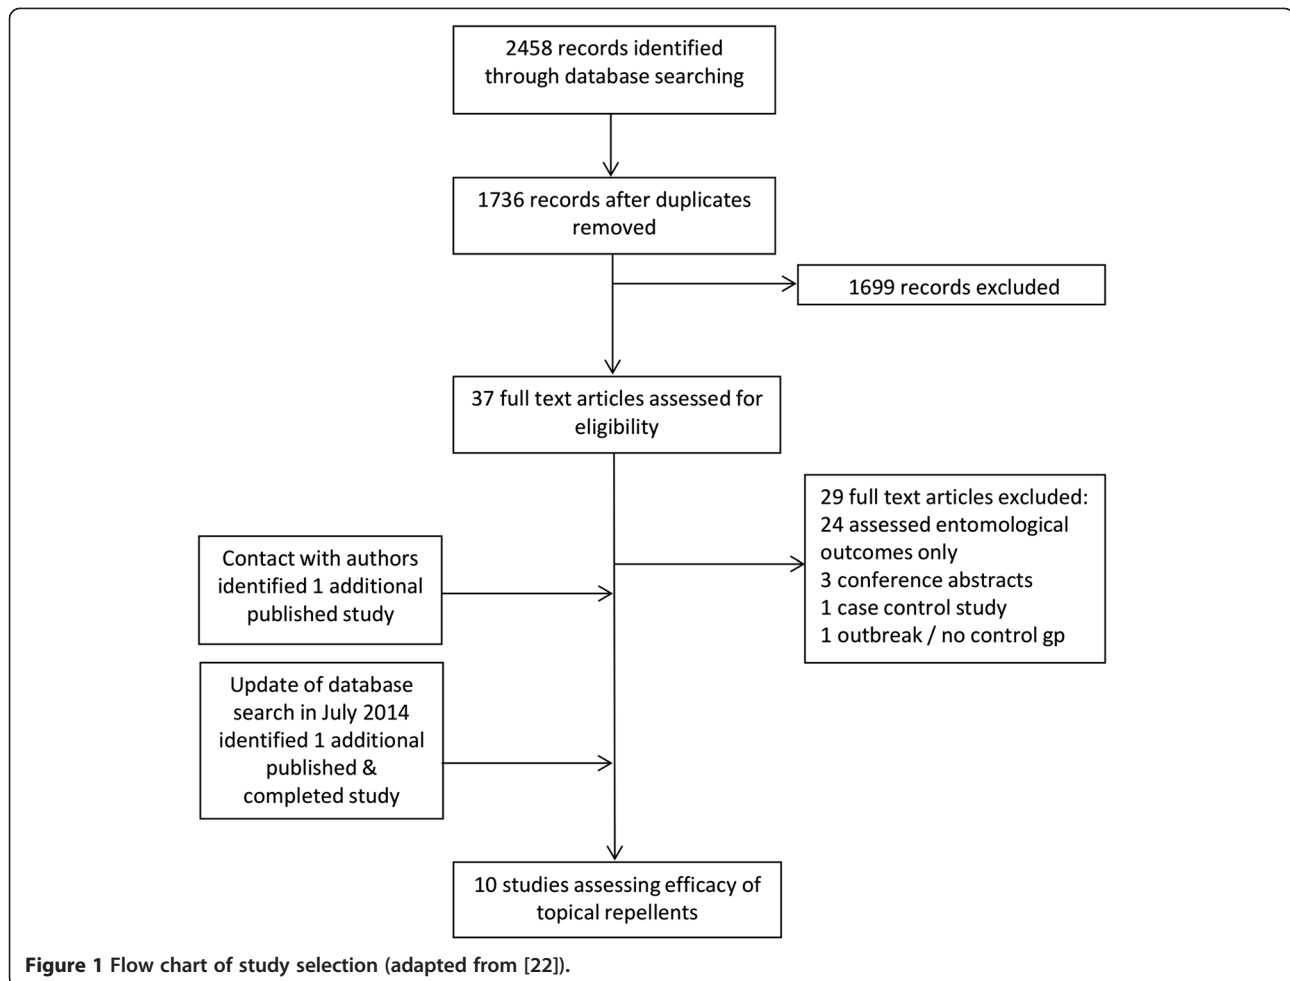 2458 records identified
through database searching
1736 records after duplicates
removed
1699 records excluded
37 full text articles assessed for
eligibility
29 full text articles excluded:
24 assessed entomological
outcomes only
3 conference abstracts
1 case control study
1 outbreak / no control gp
Contact with authors
identified 1 additional
published study
Update of database
search in July 2014
identified 1 additional
published &
completed study
10 studies assessing efficacy of
topical repellents
Figure 1 Flow chart of study selection (adapted from [22]).